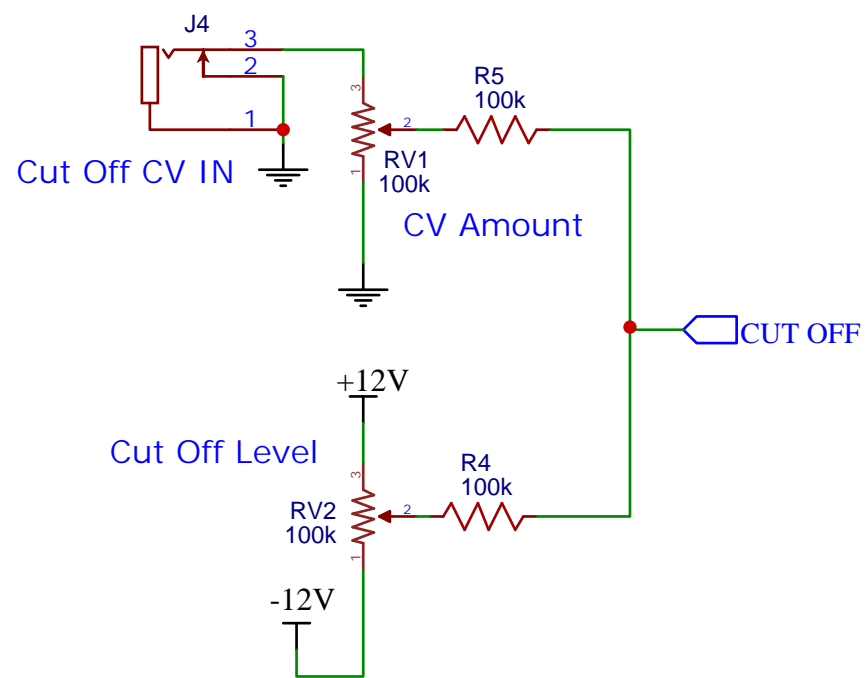 J4
3
2
1
Cut Off CV IN
3
2
1
RV1
100k
R5
100k
CV Amount
CUT OFF
+12V
Cut Off Level
3
2
1
RV2
100k
R4
100k
-12V